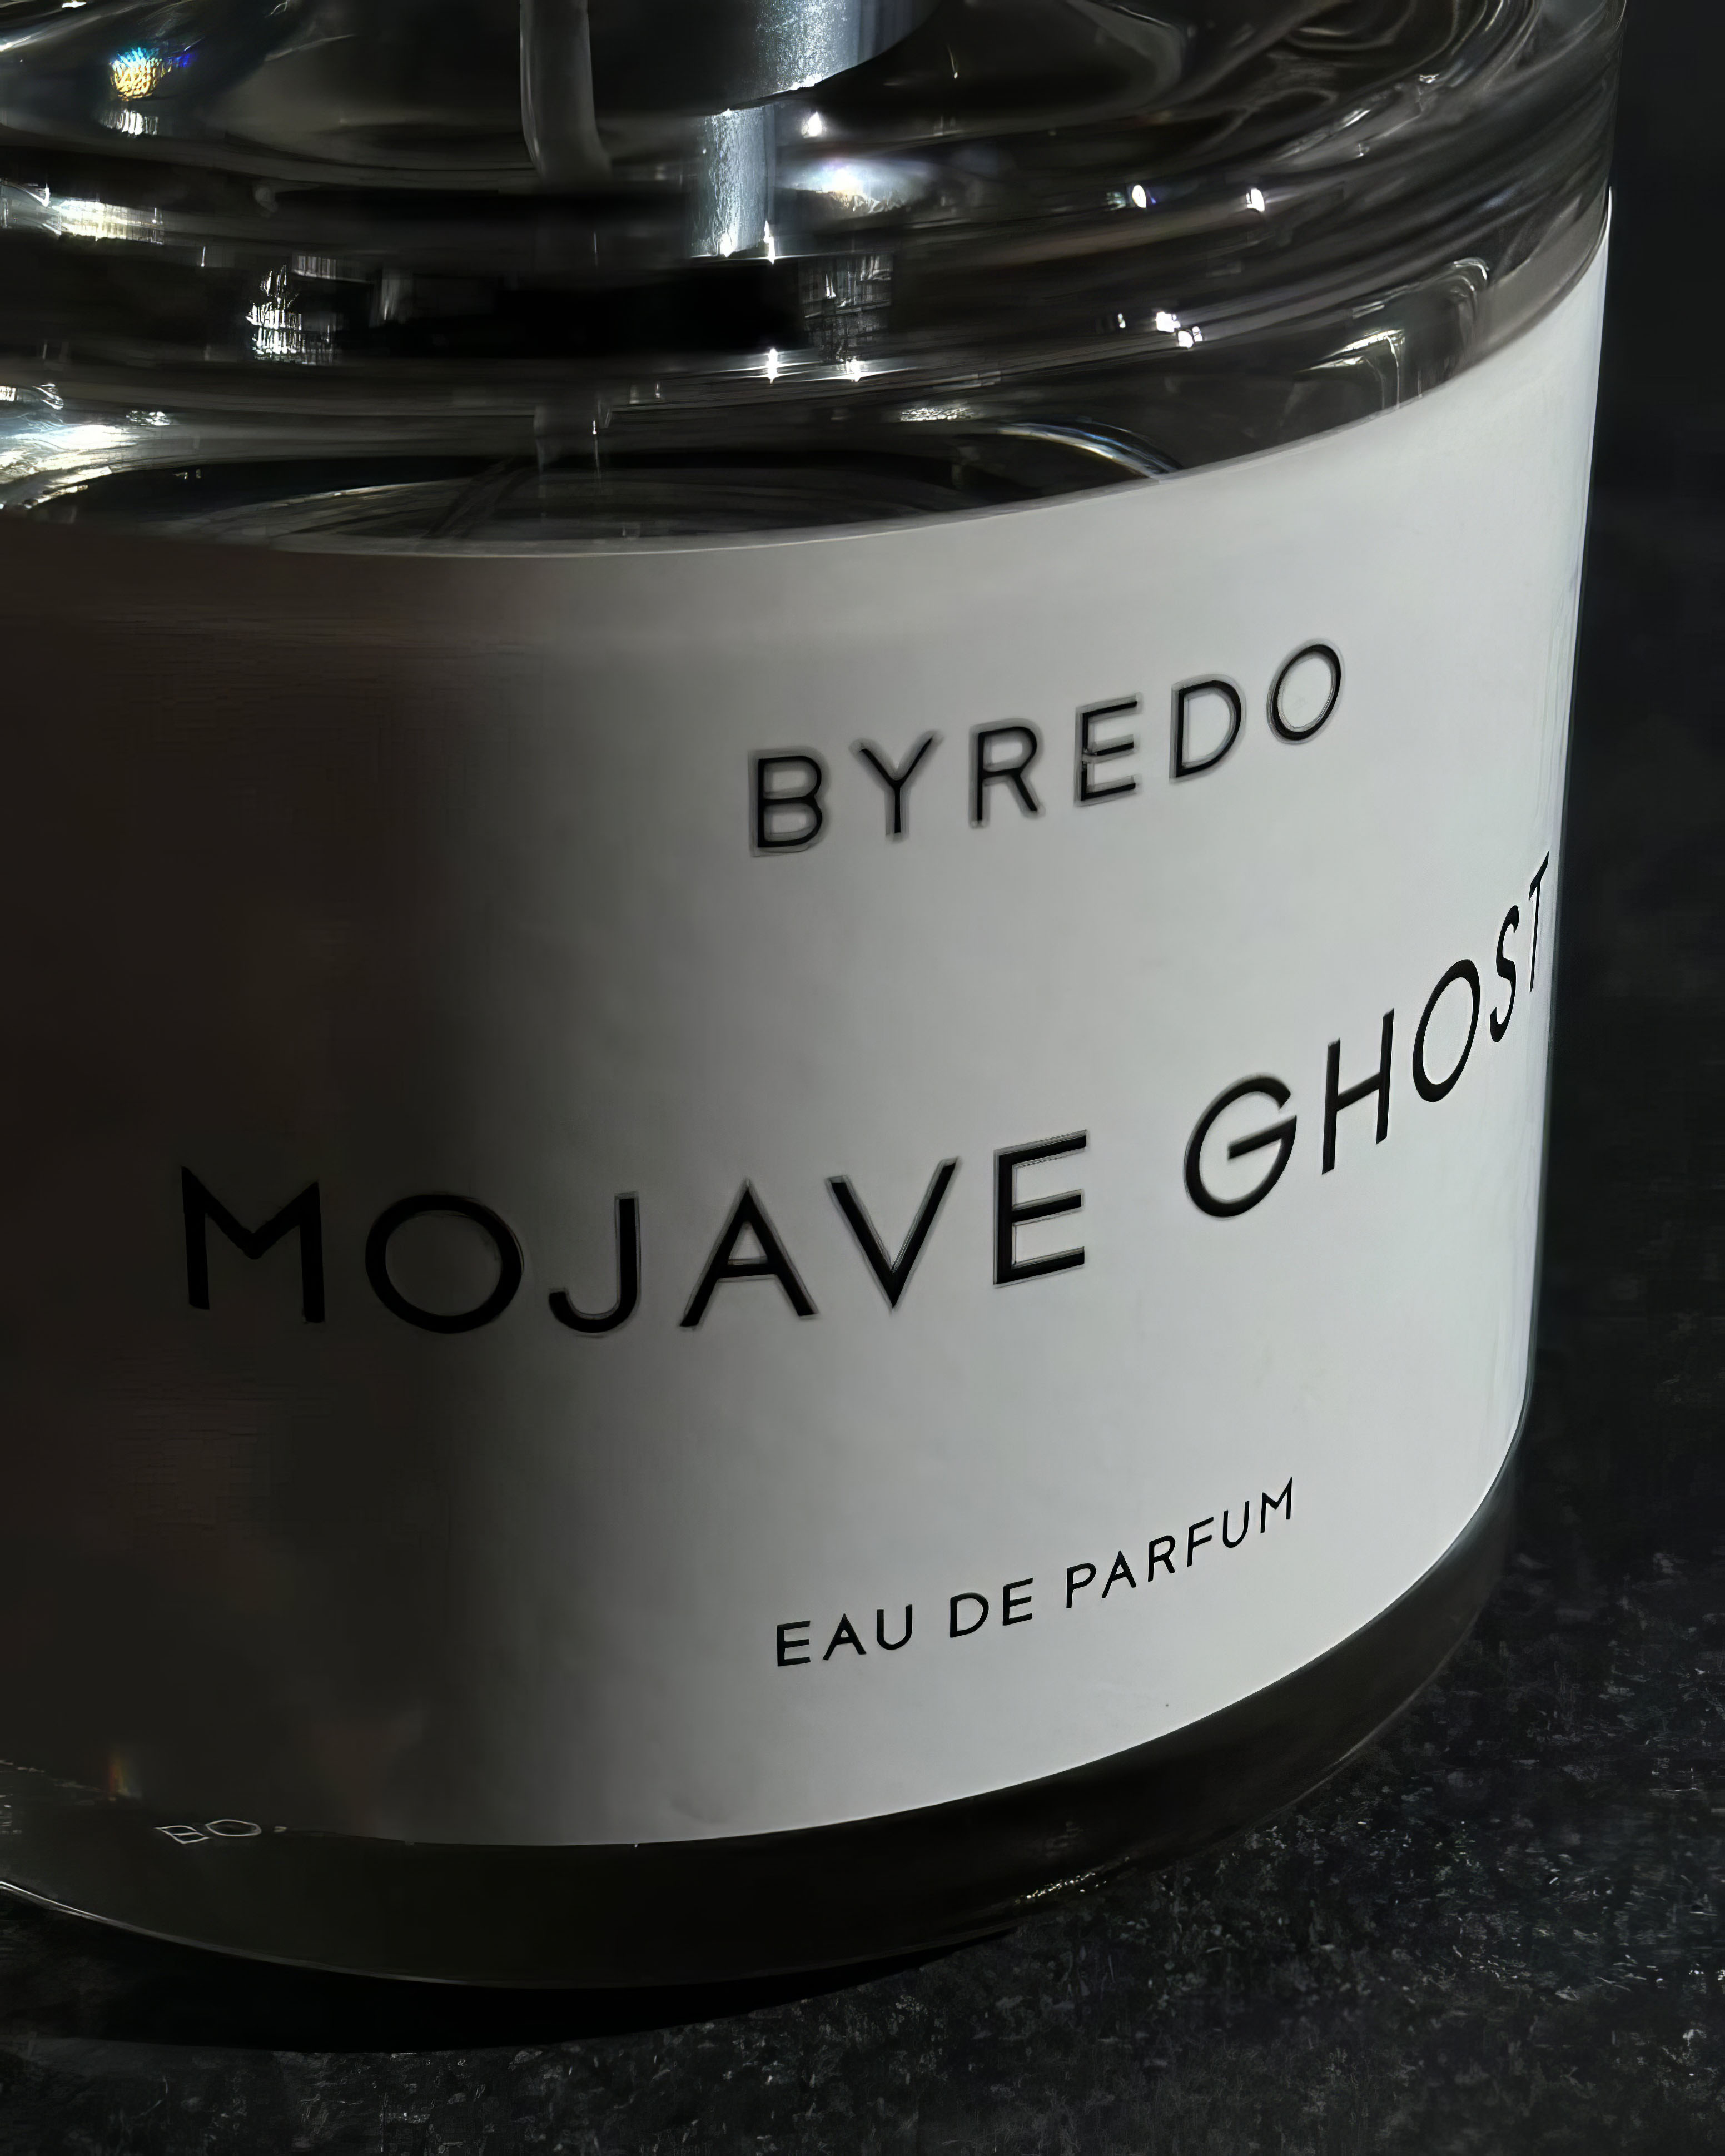 BYREDO
MOJAVE GHOST
EAU DE PARFUM